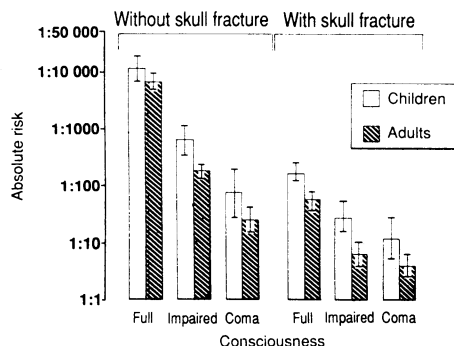 Without skull fracture With skull fracture
1:50 000
1:10 000
1:1000
1:100
1:10
1:1
Absolute risk
Children
Adults
Full Impaired Coma Full Impaired Coma
Consciousness